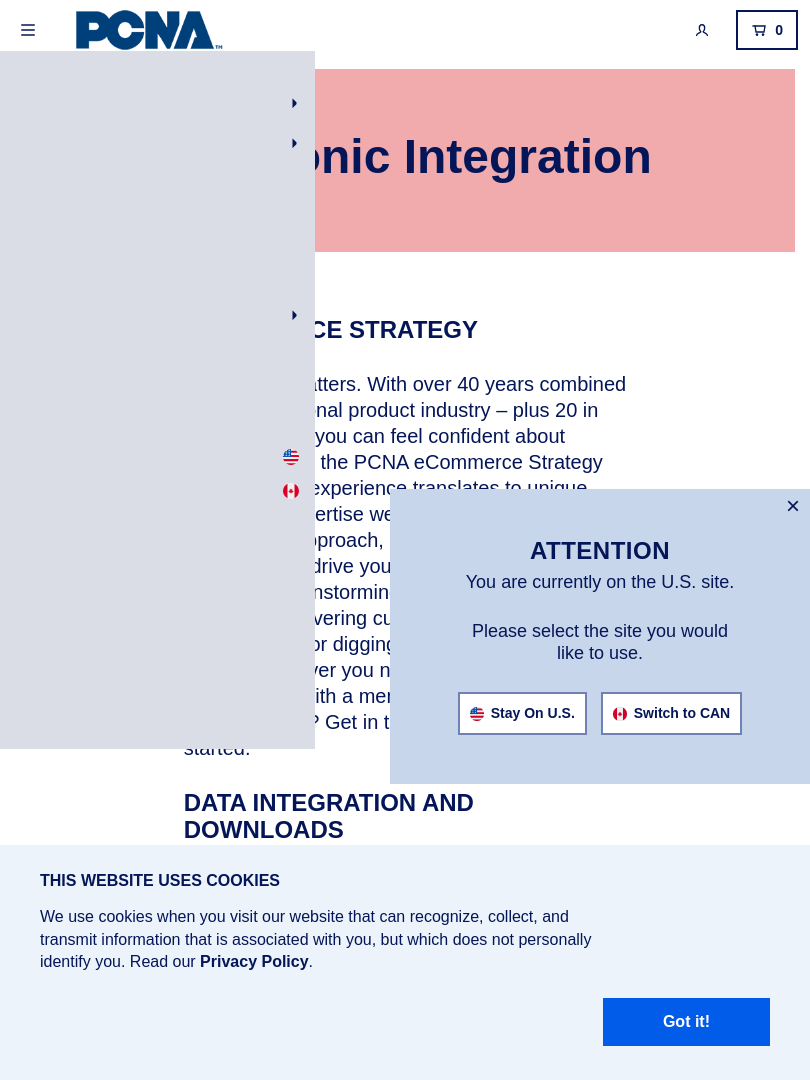 PCNA™
0
onic Integration
CE STRATEGY
atters. With over 40 years combined
onal product industry – plus 20 in
you can feel confident about
the PCNA eCommerce Strategy
experience translates to unique
ertise we
pproach,
drive you
nstorming
vering cu
or digging
ver you n
ith a mer
? Get in t
started.
ATTENTION
You are currently on the U.S. site.
Please select the site you would
like to use.
Stay On U.S.
Switch to CAN
DATA INTEGRATION AND
DOWNLOADS
THIS WEBSITE USES COOKIES
We use cookies when you visit our website that can recognize, collect, and
transmit information that is associated with you, but which does not personally
identify you. Read our Privacy Policy.
Got it!